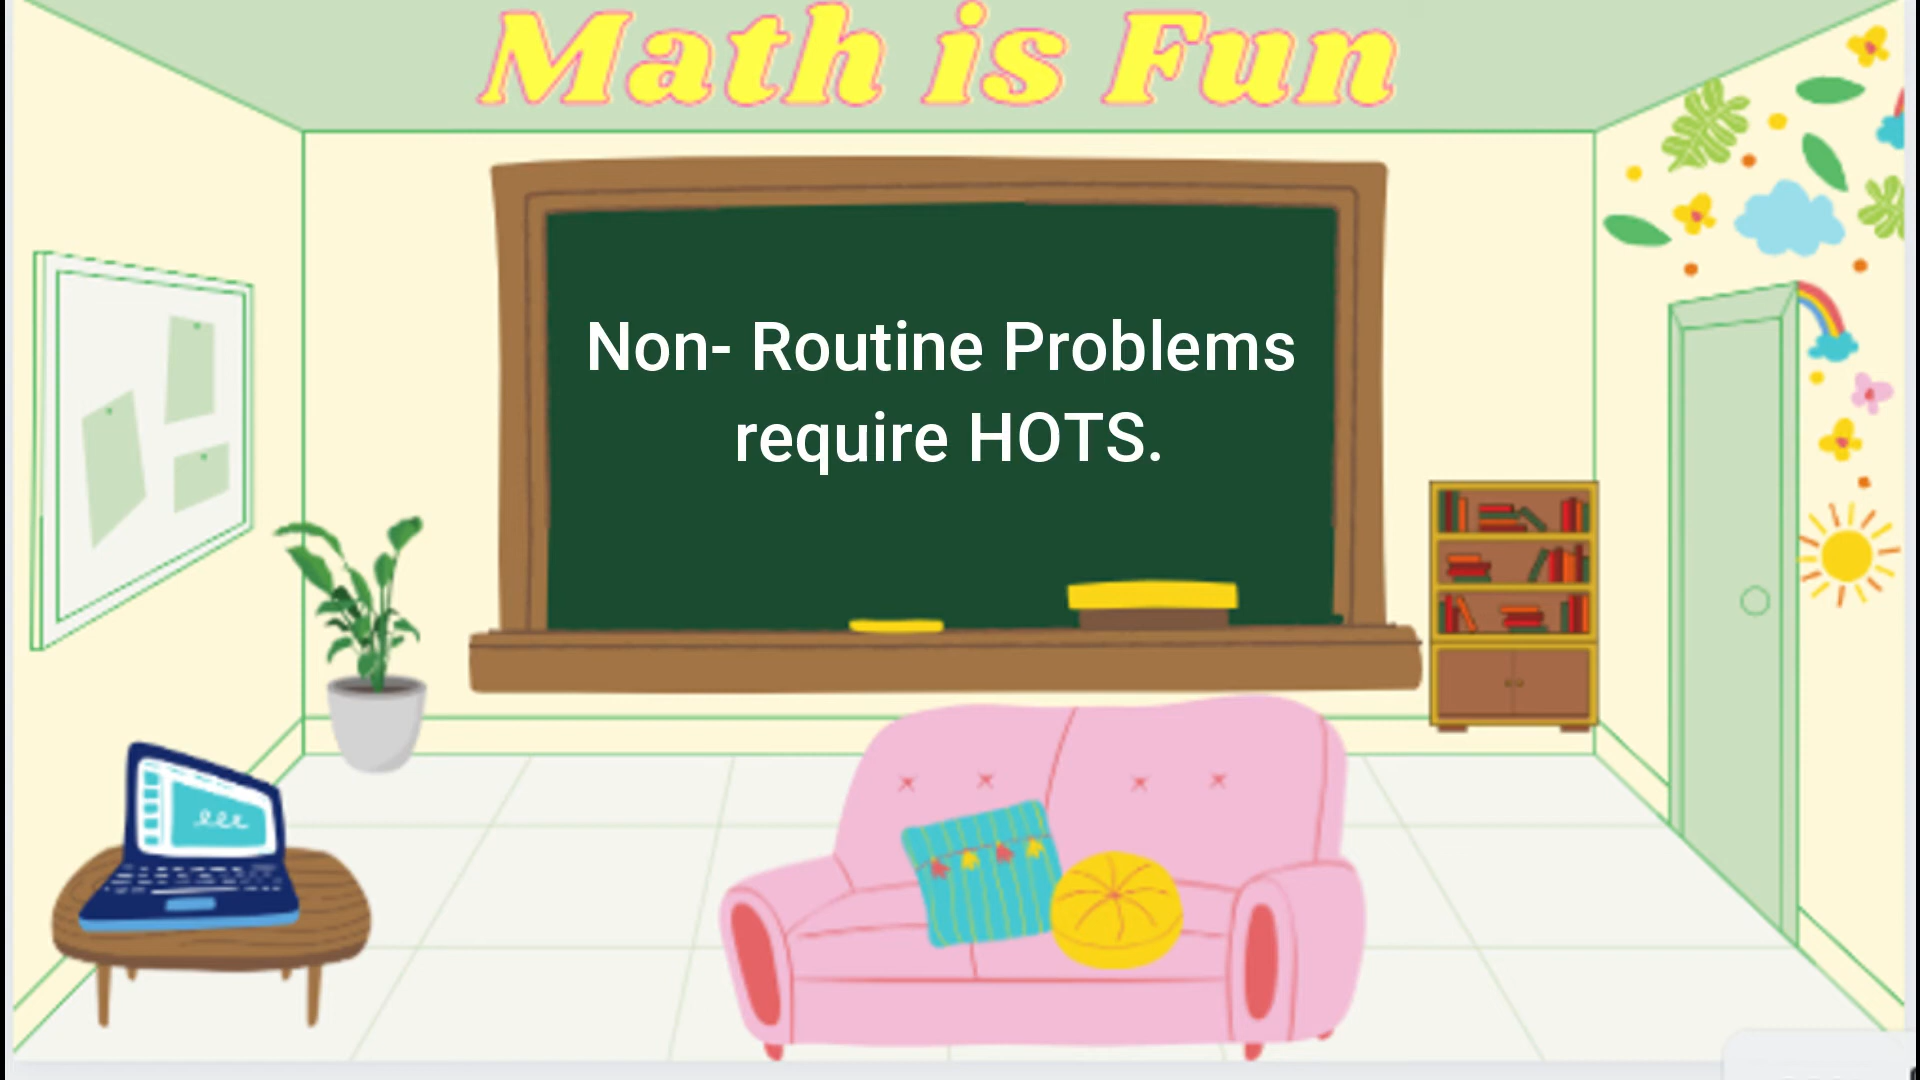 Math is Fun
Non- Routine Problems
require HOTS.